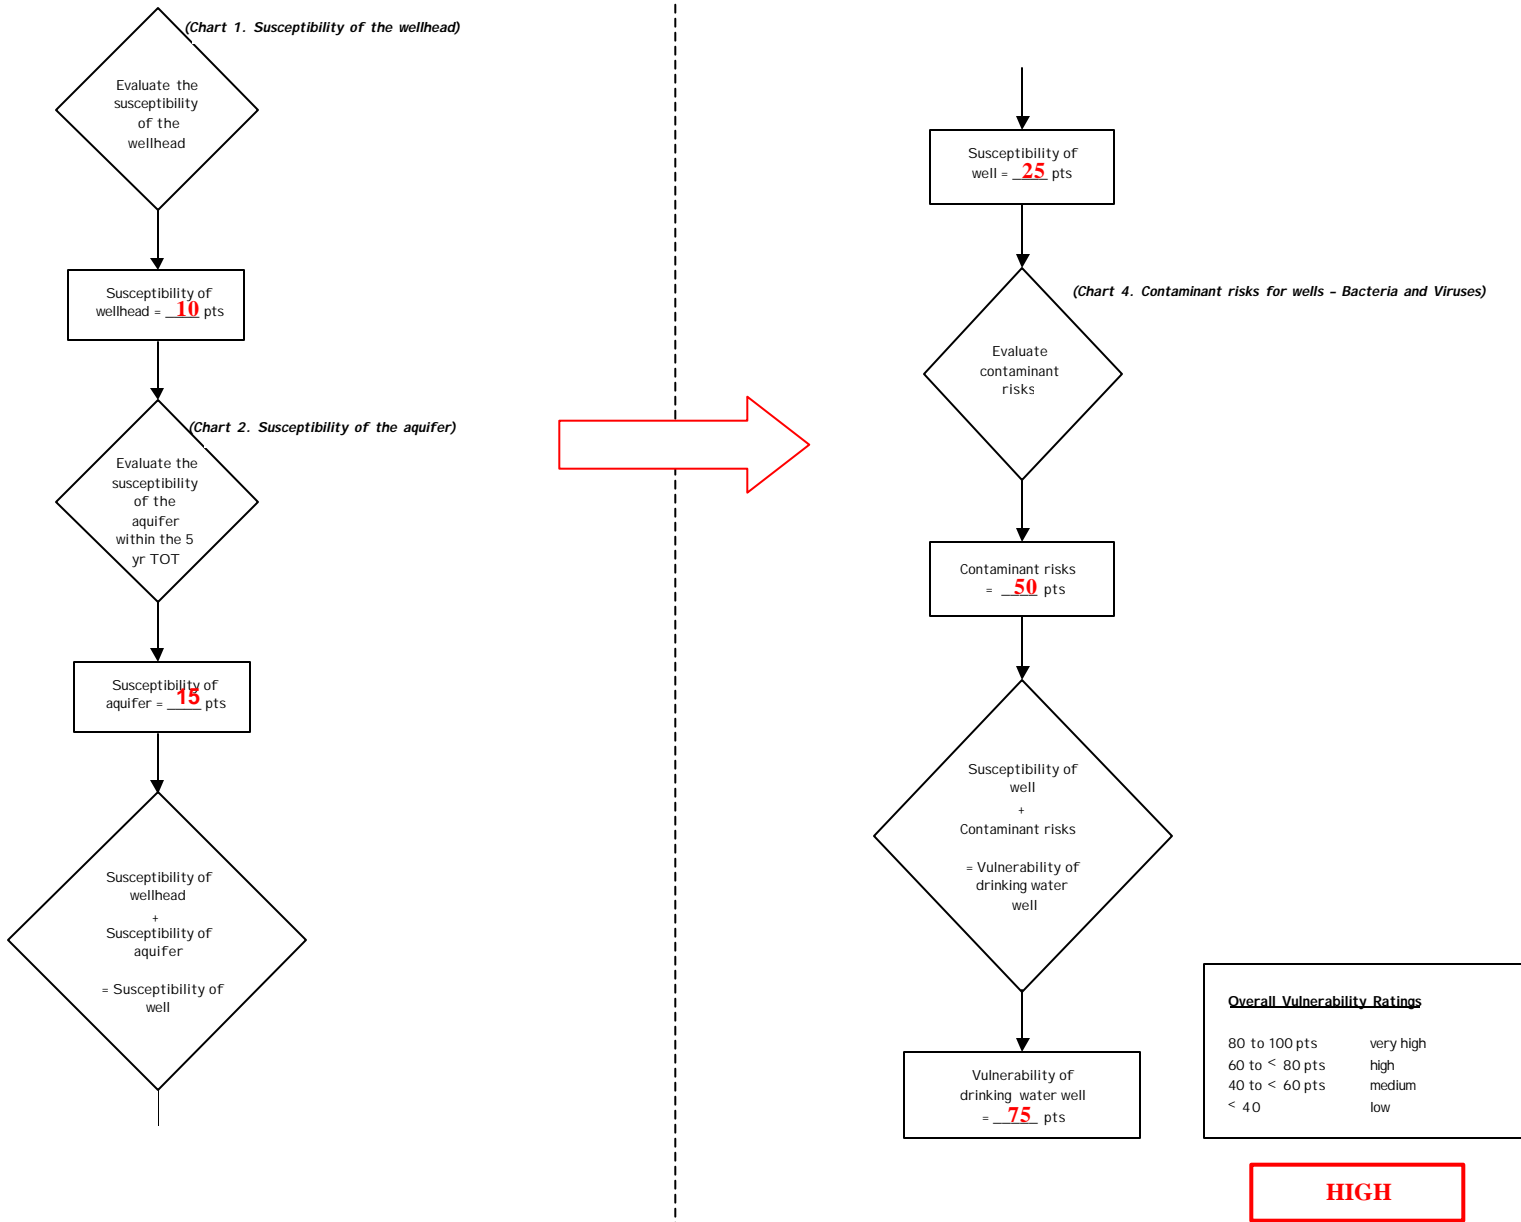 (Chart 1. Susceptibility of the wellhead)
Evaluate the
susceptibility
of the
wellhead
Susceptibility of
wellhead = 10 pts
(Chart 2. Susceptibility of the aquifer)
Evaluate the
susceptibility
of the
aquifer
within the 5
yr TOT
Susceptibility of
aquifer = 15 pts
Susceptibility of
wellhead
+
Susceptibility of
aquifer
= Susceptibility of
well
Susceptibility of
well = 25 pts
(Chart 4. Contaminant risks for wells – Bacteria and Viruses)
Evaluate
contaminant
risks
Contaminant risks
= 50 pts
Susceptibility of
well
+
Contaminant risks
= Vulnerability of
drinking water
well
Vulnerability of
drinking water well
= 75 pts
Overall Vulnerability Ratings
80 to 100 pts very high
60 to < 80 pts high
40 to < 60 pts medium
< 40 low
HIGH